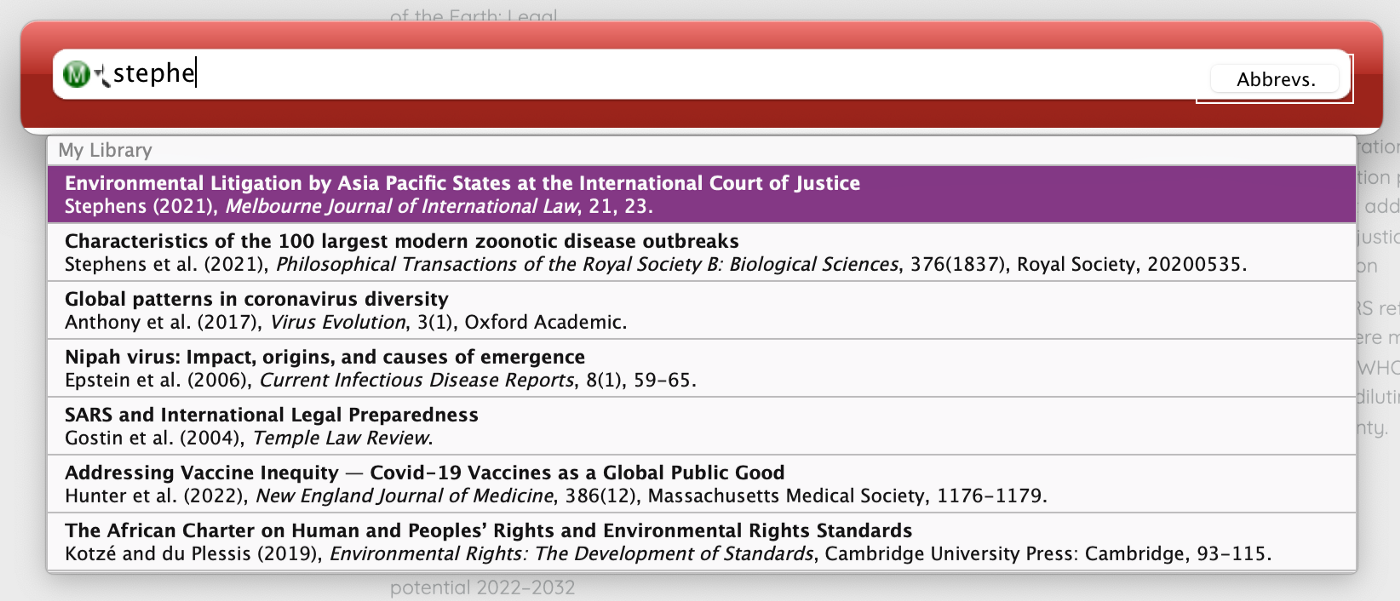 of the Earth: Legal
M stephe
Abbrevs.
My Library
Environmental Litigation by Asia Pacific States at the International Court of Justice
Stephens (2021), Melbourne Journal of International Law, 21, 23.
Characteristics of the 100 largest modern zoonotic disease outbreaks
Stephens et al. (2021), Philosophical Transactions of the Royal Society B: Biological Sciences, 376(1837), Royal Society, 20200535.
Global patterns in coronavirus diversity
Anthony et al. (2017), Virus Evolution, 3(1), Oxford Academic.
Nipah virus: Impact, origins, and causes of emergence
Epstein et al. (2006), Current Infectious Disease Reports, 8(1), 59–65.
SARS and International Legal Preparedness
Gostin et al. (2004), Temple Law Review.
Addressing Vaccine Inequity — Covid-19 Vaccines as a Global Public Good
Hunter et al. (2022), New England Journal of Medicine, 386(12), Massachusetts Medical Society, 1176–1179.
The African Charter on Human and Peoples’ Rights and Environmental Rights Standards
Kotzé and du Plessis (2019), Environmental Rights: The Development of Standards, Cambridge University Press: Cambridge, 93–115.
potential 2022–2032